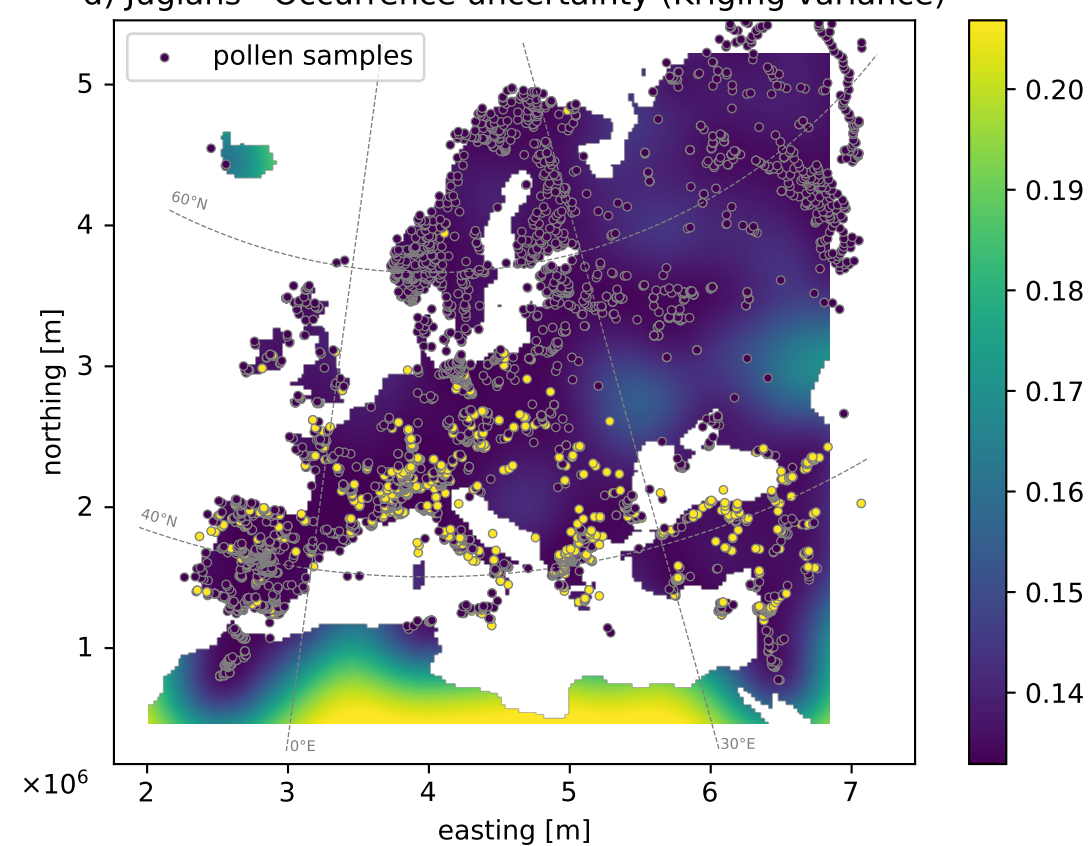 d) Juglans - Occurrence uncertainty (Kriging variance)
pollen samples
60°N
40°N
0°E
30°E
5
4
3
2
1
northing [m]
×10⁶
2 3 4 5 6 7
easting [m]
0.20
0.19
0.18
0.17
0.16
0.15
0.14